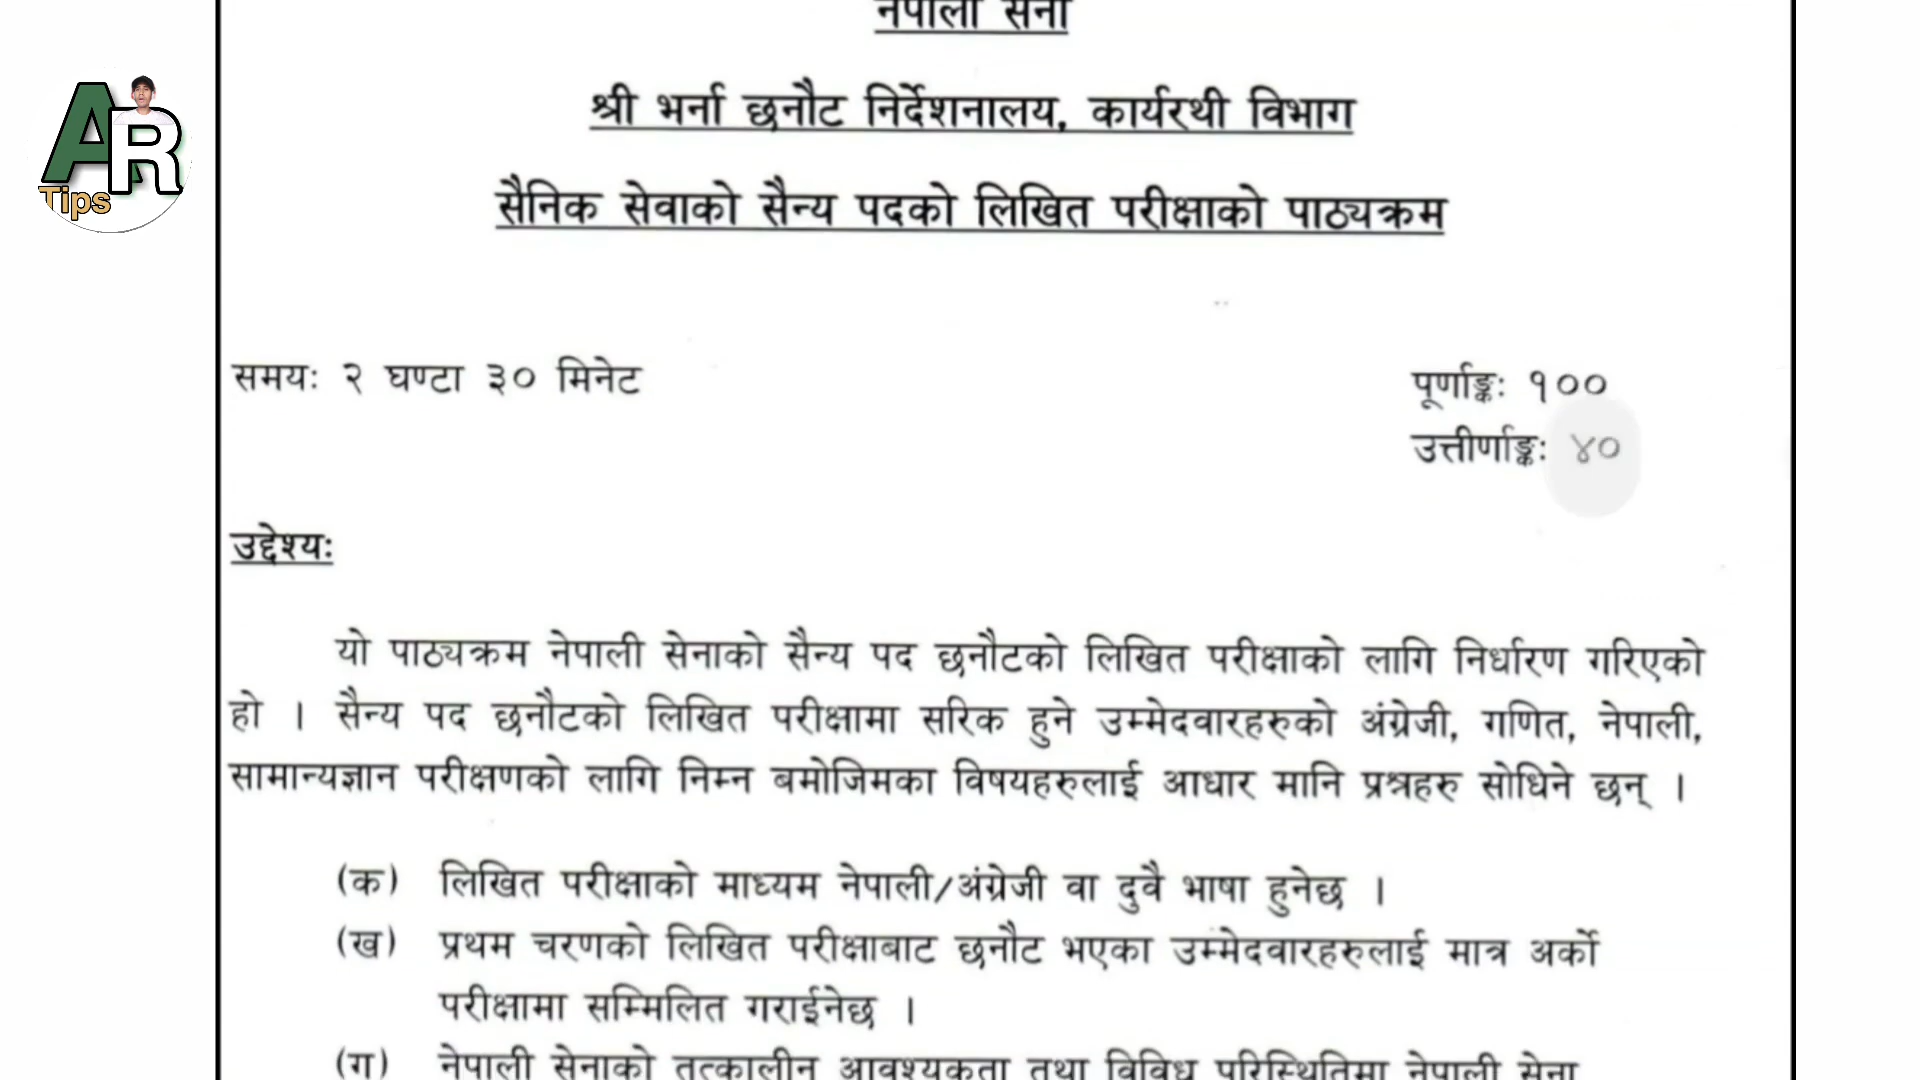 नेपाली सेना
श्री भर्ना छनौट निर्देशनालय, कार्यरथी विभाग
सैनिक सेवाको सैन्य पदको लिखित परीक्षाको पाठ्यक्रम
AR
Tips
समयः २ घण्टा ३० मिनेट
पूर्णाङ्कः १००
उत्तीर्णाङ्कः ४०
उद्देश्यः
यो पाठ्यक्रम नेपाली सेनाको सैन्य पद छनौटको लिखित परीक्षाको लागि निर्धारण गरिएको
हो । सैन्य पद छनौटको लिखित परीक्षामा सरिक हुने उम्मेदवारहरुको अंग्रेजी, गणित, नेपाली,
सामान्यज्ञान परीक्षणको लागि निम्न बमोजिमका विषयहरुलाई आधार मानि प्रश्नहरु सोधिने छन् ।
(क) लिखित परीक्षाको माध्यम नेपाली/अंग्रेजी वा दुवै भाषा हुनेछ ।
(ख) प्रथम चरणको लिखित परीक्षाबाट छनौट भएका उम्मेदवारहरुलाई मात्र अर्को
परीक्षामा सम्मिलित गराईनेछ ।
(ग) नेपाली सेनाको तत्कालीन आवश्यकता तथा विविध परिस्थितिमा नेपाली सेना